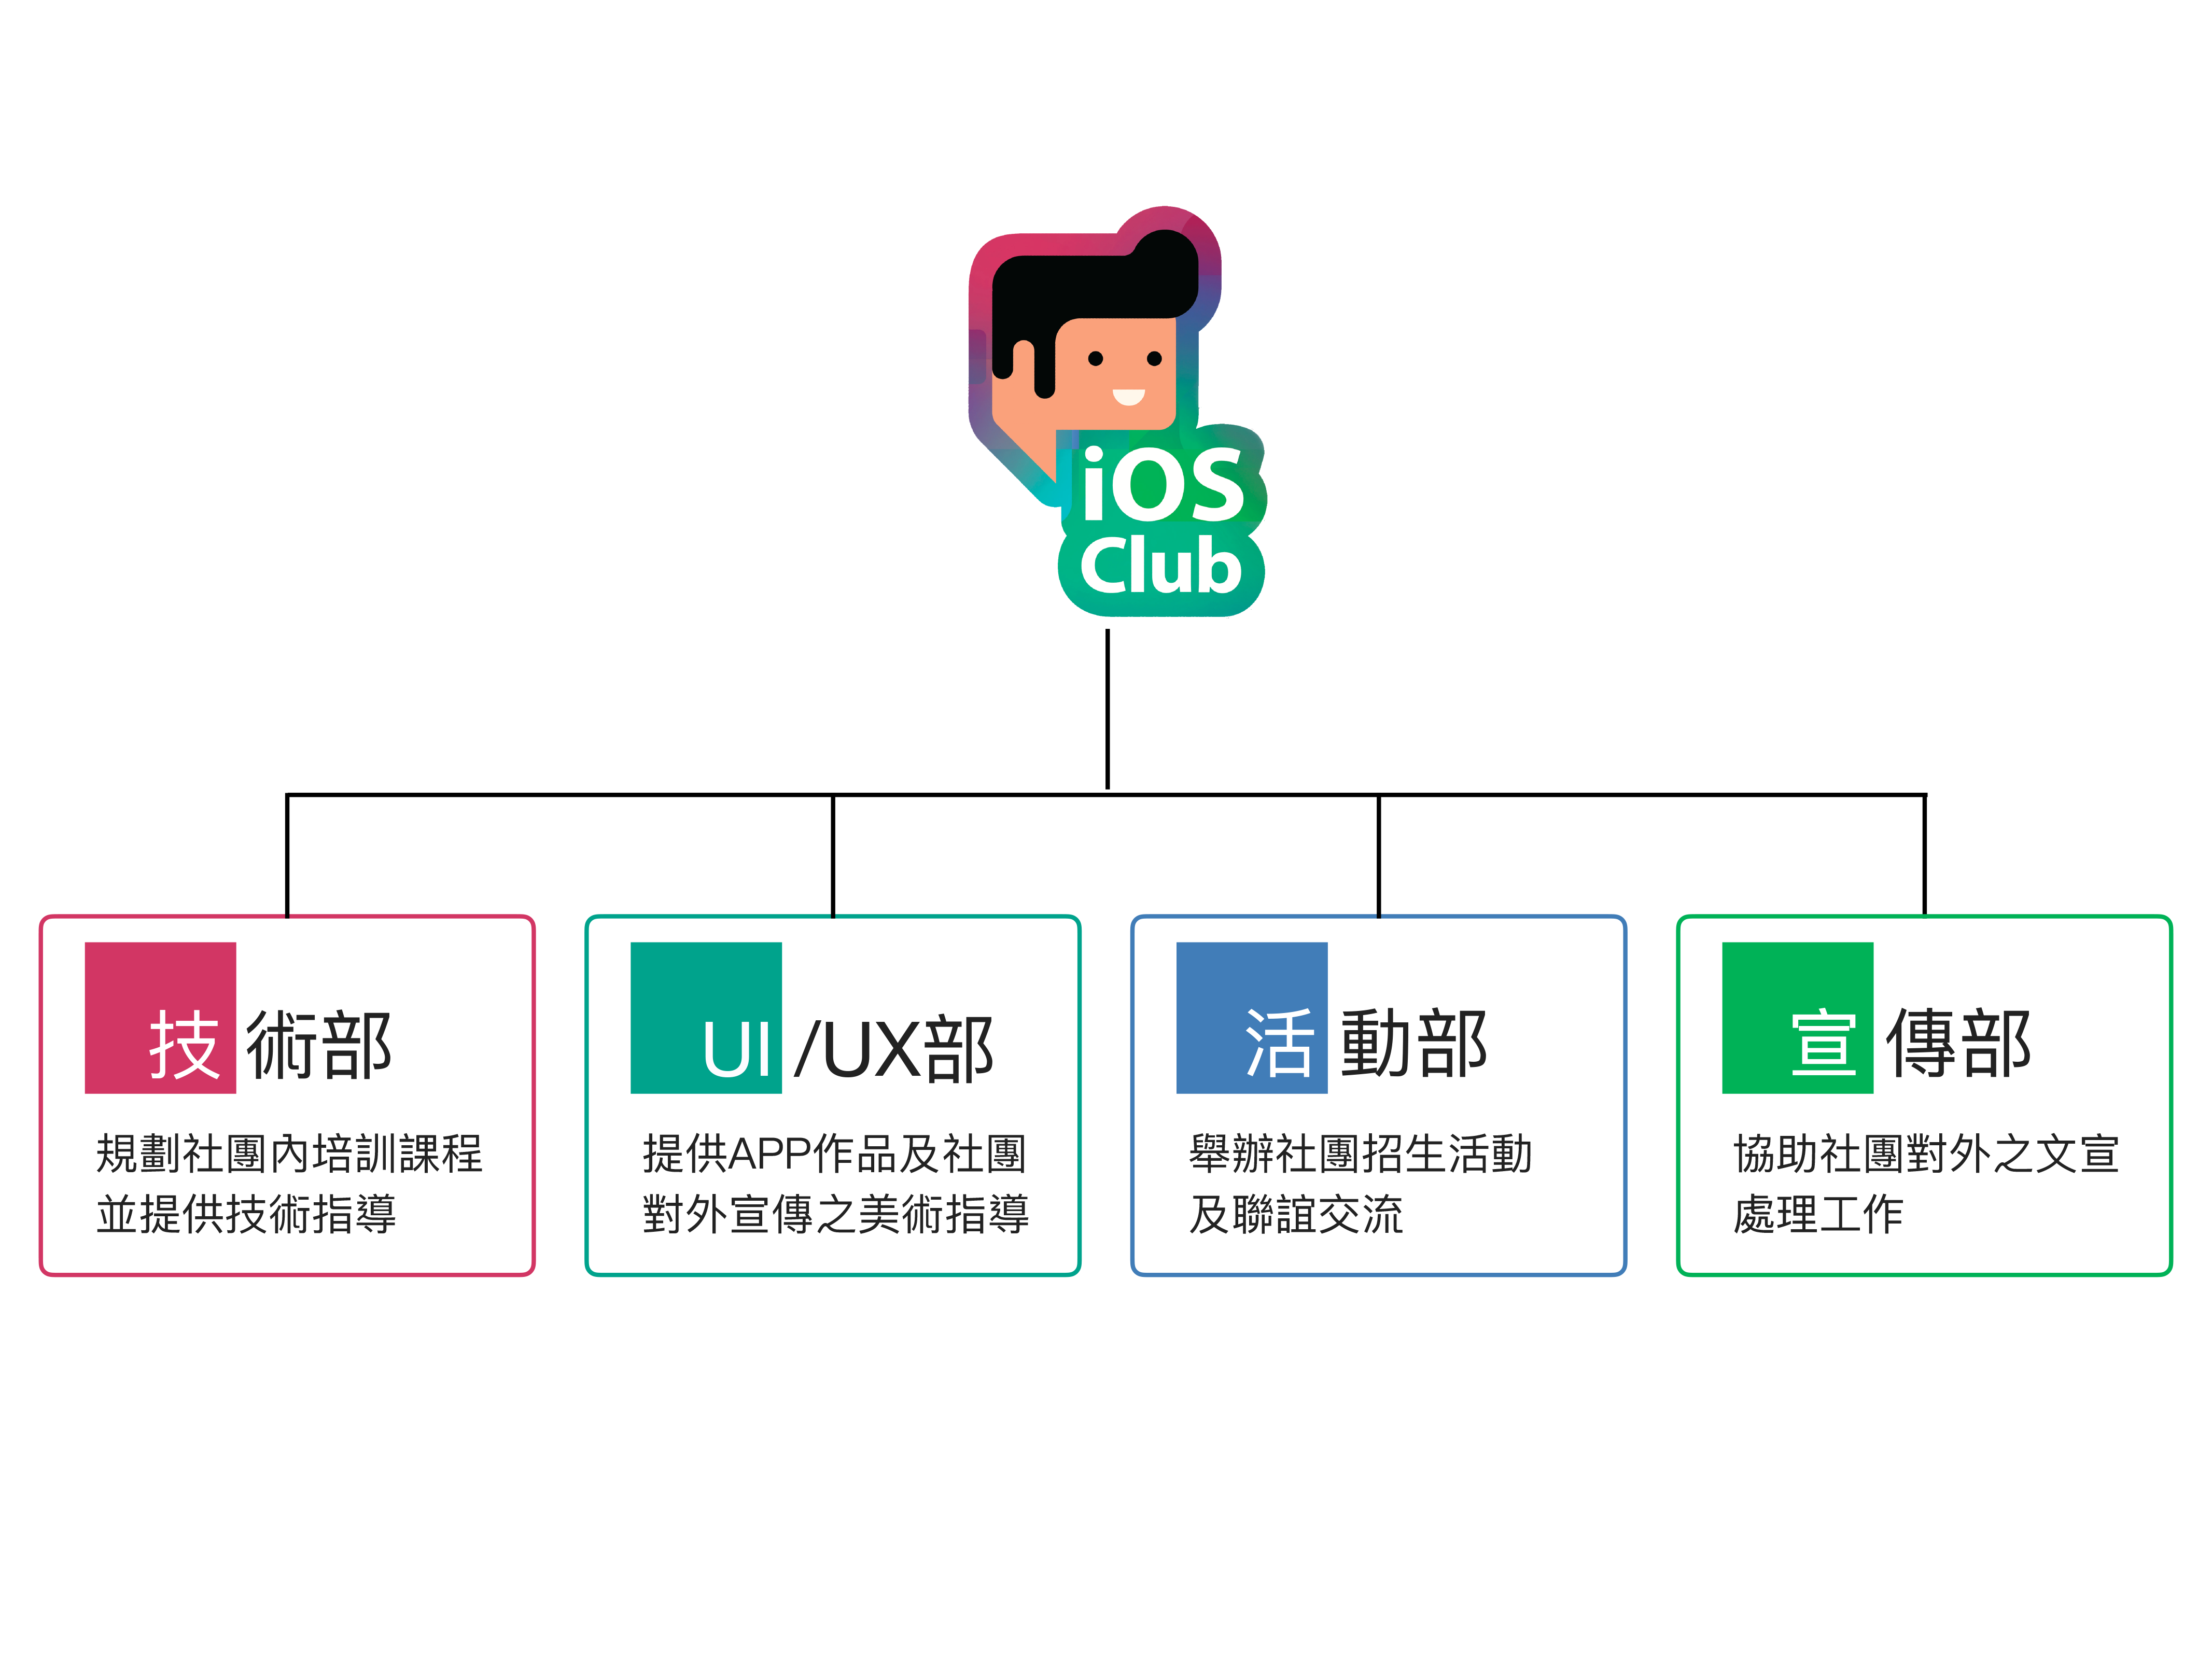 iOS
Club
技術部
規劃社團內培訓課程
並提供技術指導
UI/UX部
提供APP作品及社團
對外宣傳之美術指導
活動部
舉辦社團招生活動
及聯誼交流
宣傳部
協助社團對外之文宣
處理工作